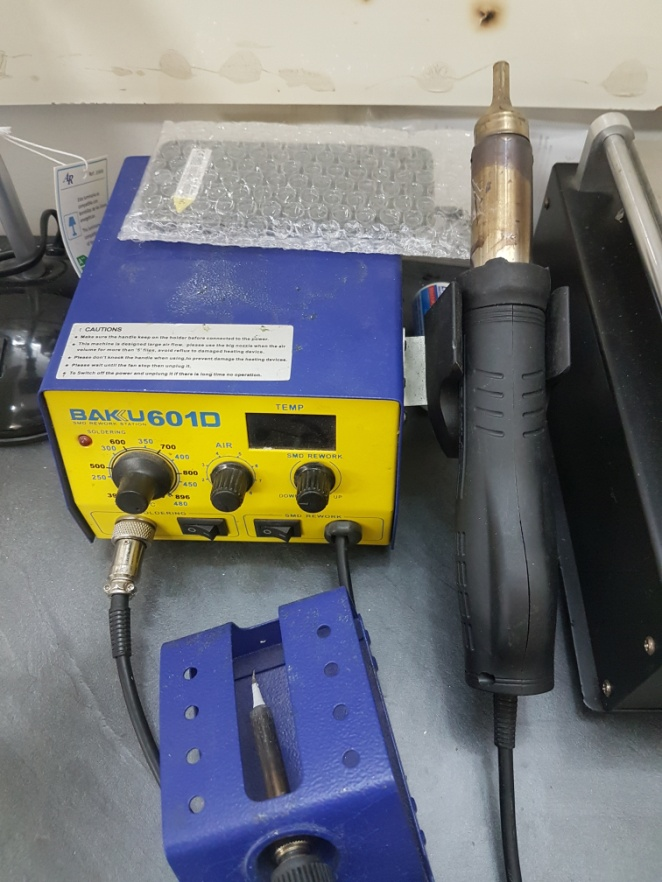 : CAUTIONS
Make sure the handle keep on the holder before connected to the power.
This machine is designed large air flow, please use the big nozzle when the air
volume for more than "5" flips, avoid reflux to damaged heating device.
Please don't knock the handle when using,to prevent damage the heating devices.
Please wait until the fan stop then unplug it.
To Switch off the power and unplung it if there is long time no operation.
BAKU601D
SMD REWORK STATION
TEMP
SOLDERING
AIR
SMD REWORK
600 350 700
300 400
500 800
250 450
896
480
DOWN UP
SMD REWORK